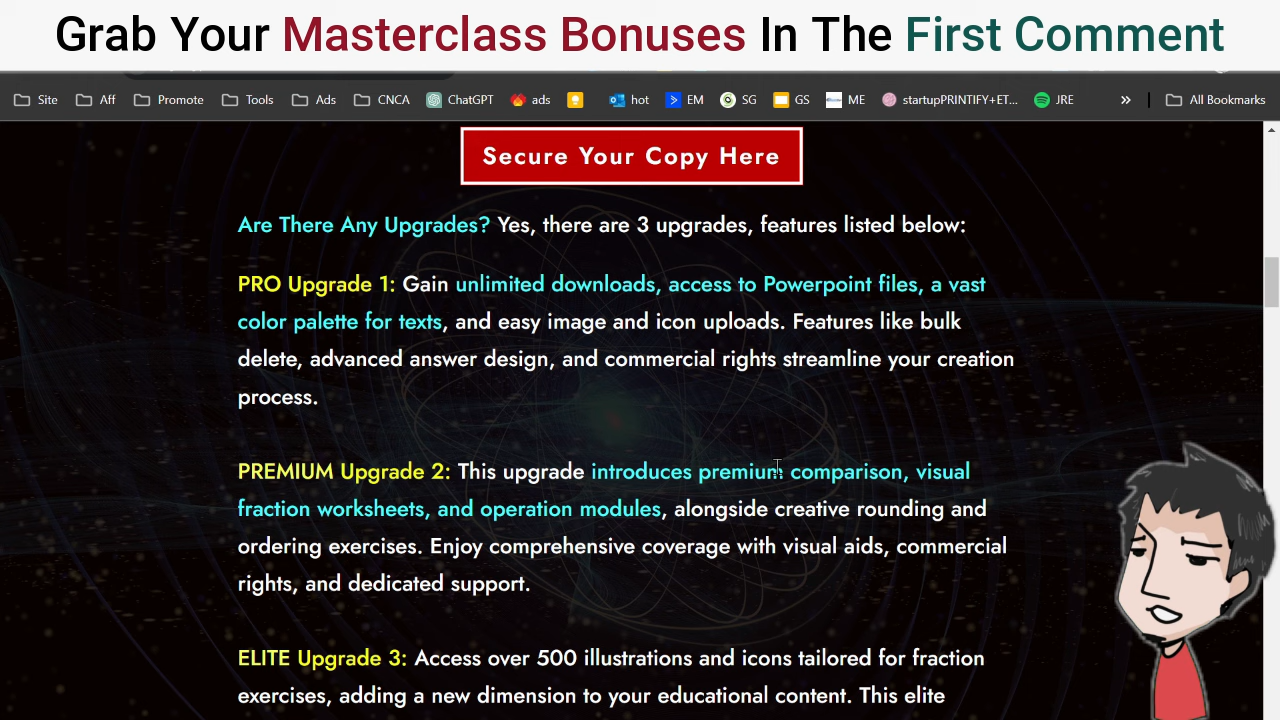 Grab Your Masterclass Bonuses In The First Comment
Site Aff Promote Tools Ads CNCA ChatGPT ads hot EM SG GS ME startupPRINTIFY+ET... JRE » All Bookmarks
Secure Your Copy Here
Are There Any Upgrades? Yes, there are 3 upgrades, features listed below:
PRO Upgrade 1: Gain unlimited downloads, access to Powerpoint files, a vast
color palette for texts, and easy image and icon uploads. Features like bulk
delete, advanced answer design, and commercial rights streamline your creation
process.
PREMIUM Upgrade 2: This upgrade introduces premium comparison, visual
fraction worksheets, and operation modules, alongside creative rounding and
ordering exercises. Enjoy comprehensive coverage with visual aids, commercial
rights, and dedicated support.
ELITE Upgrade 3: Access over 500 illustrations and icons tailored for fraction
exercises, adding a new dimension to your educational content. This elite